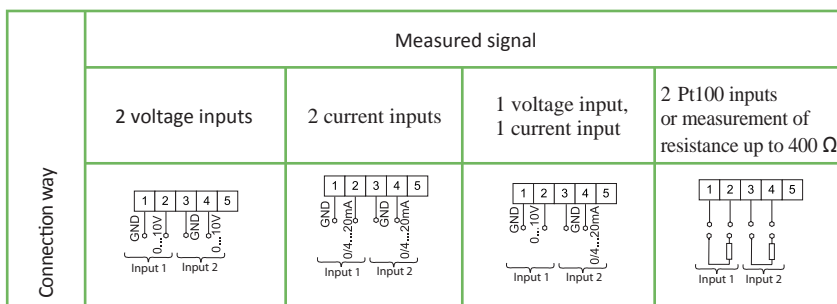 Measured signal
2 voltage inputs
2 current inputs
1 voltage input,
1 current input
2 Pt100 inputs
or measurement of
resistance up to 400 Ω
Connection way
1 2 3 4 5
GND
0...10V
GND
0...10V
Input 1
Input 2
1 2 3 4 5
GND
0/4...20mA
GND
0/4...20mA
Input 1
Input 2
1 2 3 4 5
GND
0...10V
GND
0/4...20mA
Input 1
Input 2
1 2 3 4 5
Input 1
Input 2